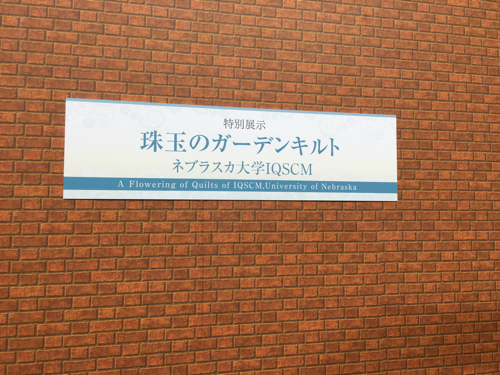 特別展示
珠玉のガーデンキルト
ネブラスカ大学IQSCM
A Flowering of Quilts of IQSCM,University of Nebraska